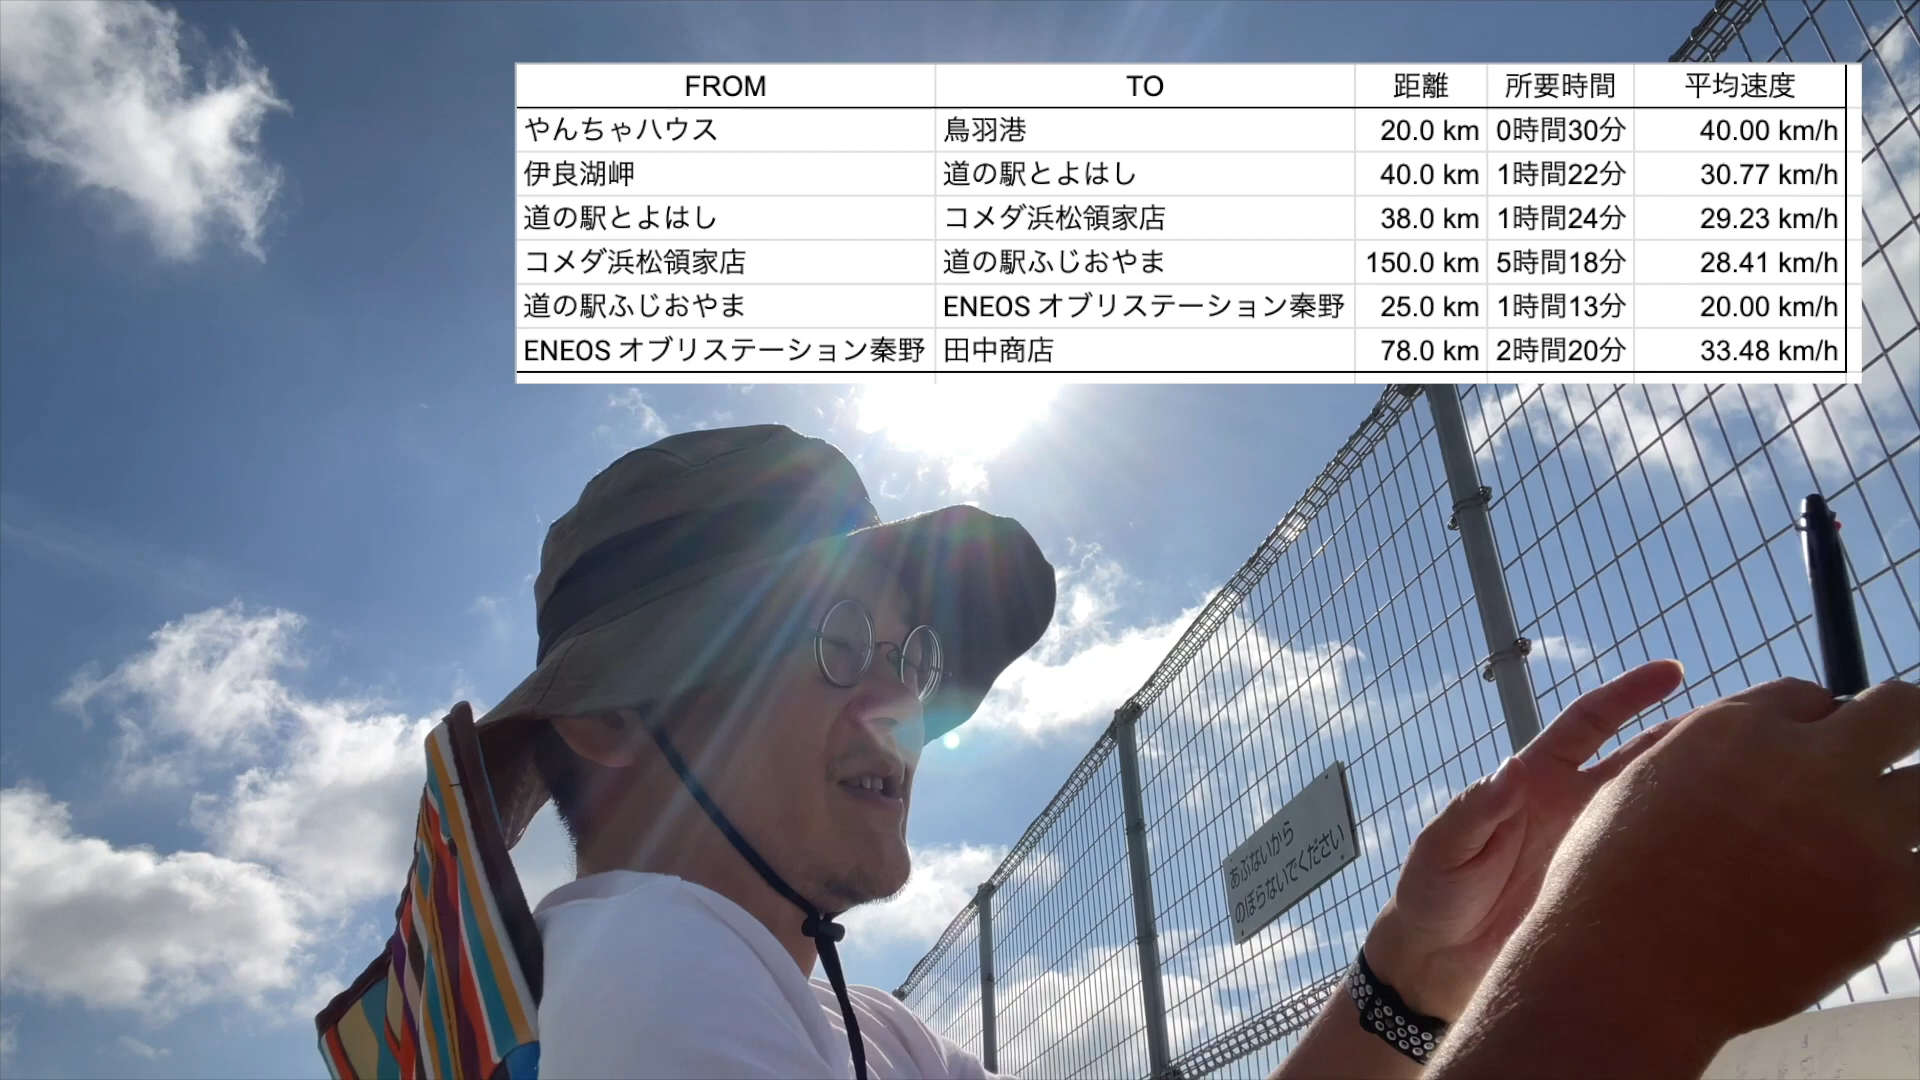 FROM TO 距離 所要時間 平均速度
やんちゃハウス 鳥羽港 20.0 km 0時間30分 40.00 km/h
伊良湖岬 道の駅とよはし 40.0 km 1時間22分 30.77 km/h
道の駅とよはし コメダ浜松領家店 38.0 km 1時間24分 29.23 km/h
コメダ浜松領家店 道の駅ふじおやま 150.0 km 5時間18分 28.41 km/h
道の駅ふじおやま ENEOS オブリステーション秦野 25.0 km 1時間13分 20.00 km/h
ENEOS オブリステーション秦野 田中商店 78.0 km 2時間20分 33.48 km/h
あぶないから
のぼらないでください